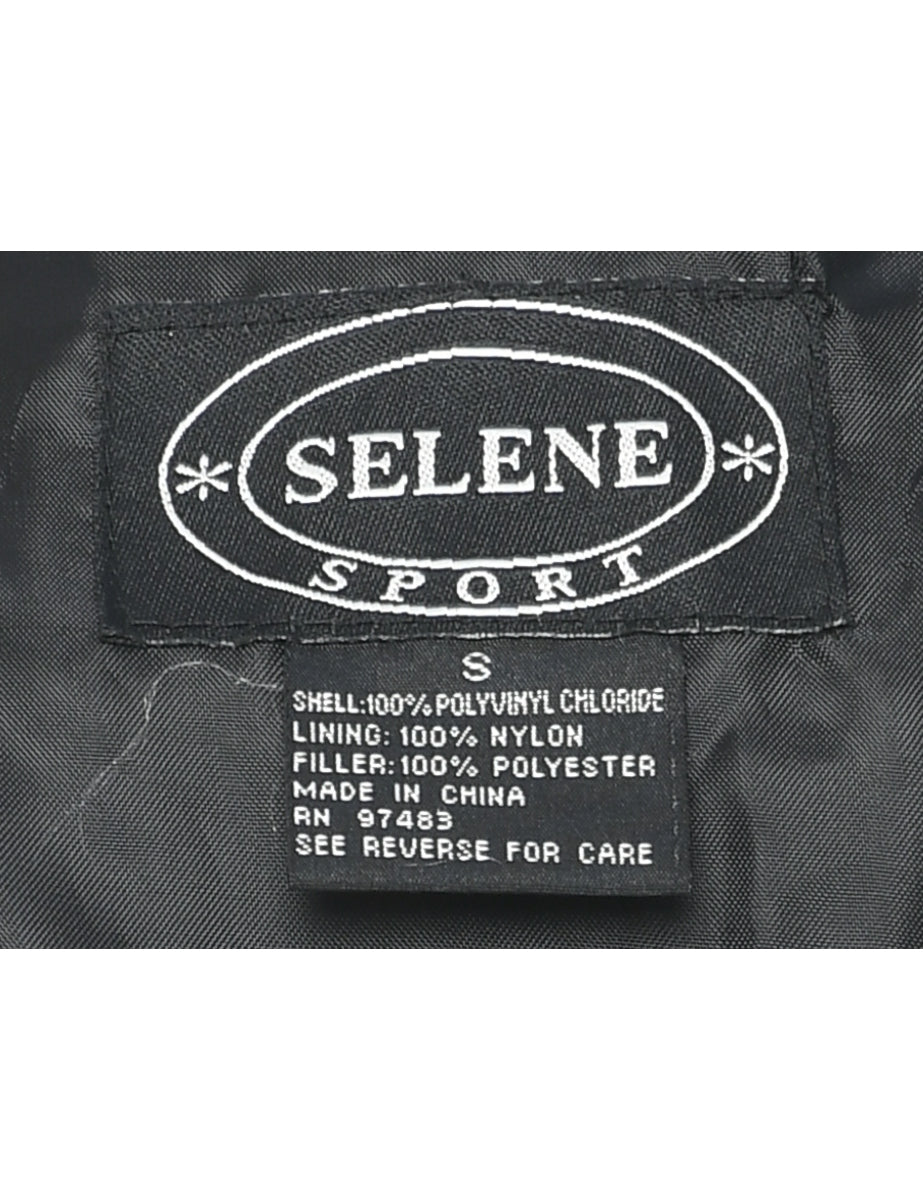 SELENE
SPORT
S
SHELL:100% POLYVINYL CHLORIDE
LINING: 100% NYLON
FILLER:100% POLYESTER
MADE IN CHINA
RN 97483
SEE REVERSE FOR CARE